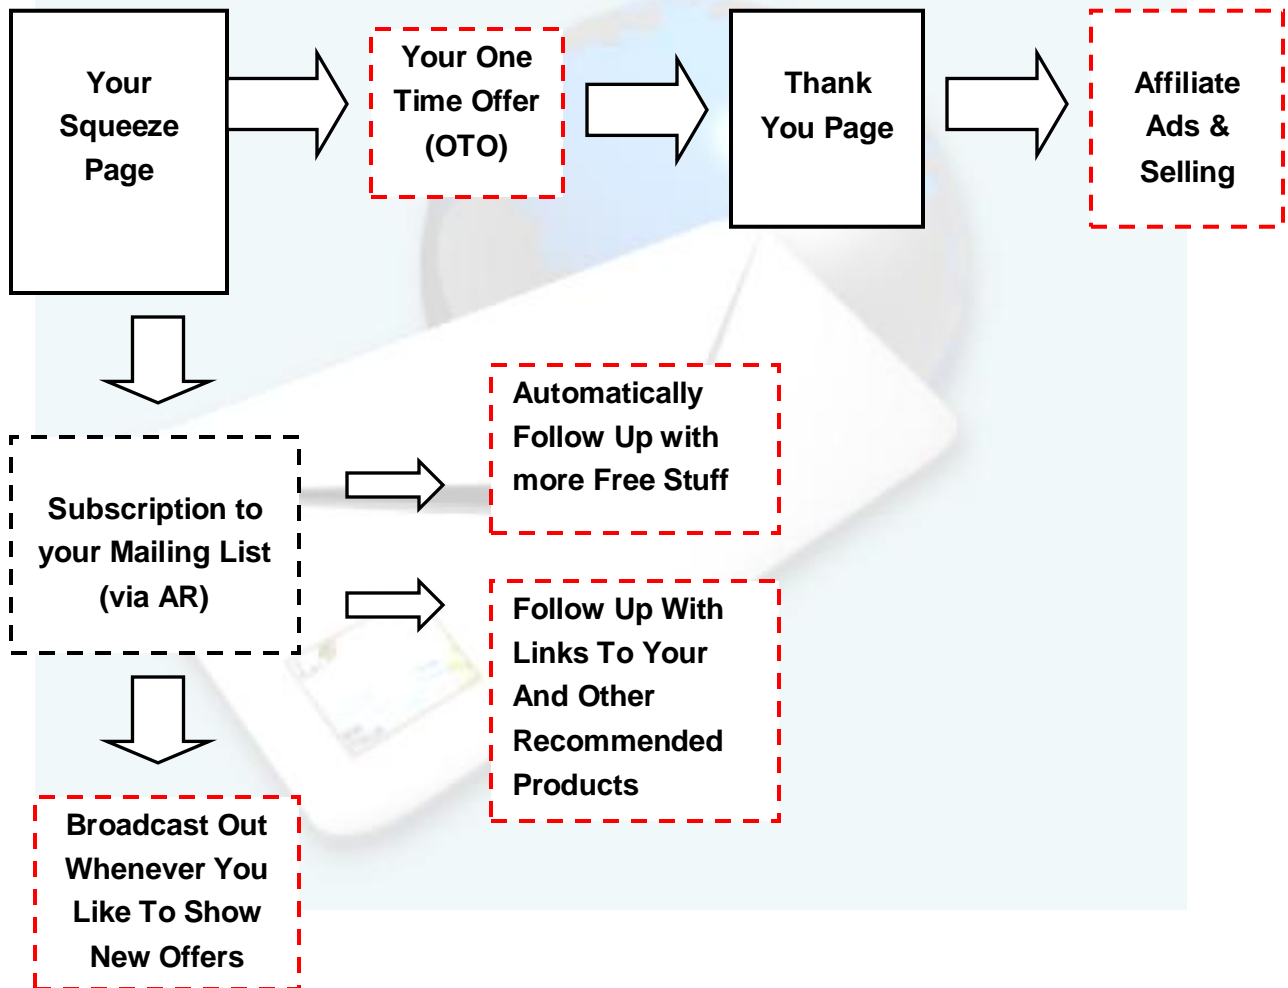 Your
Squeeze
Page
Your One
Time Offer
(OTO)
Thank
You Page
Affiliate
Ads &
Selling
Automatically
Follow Up with
more Free Stuff
Subscription to
your Mailing List
(via AR)
Follow Up With
Links To Your
And Other
Recommended
Products
Broadcast Out
Whenever You
Like To Show
New Offers